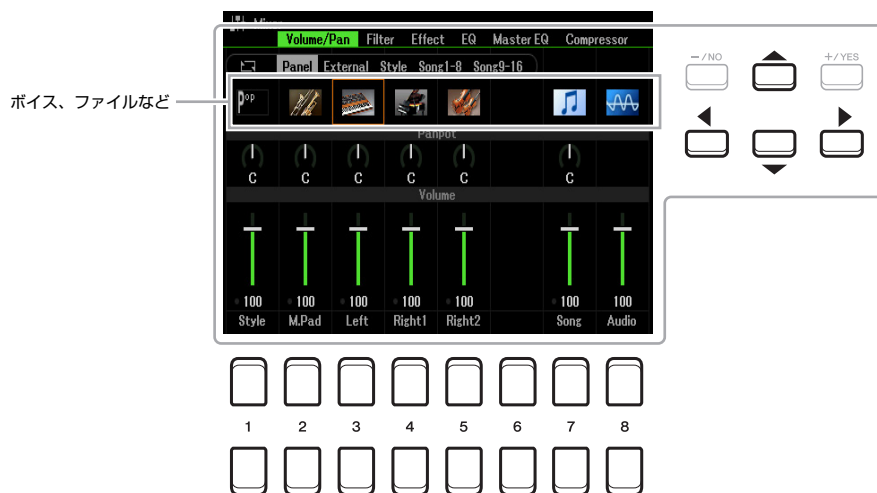 Mixer
Volume/Pan Filter Effect EQ Master EQ Compressor
Panel External Style Song1-8 Song9-16
ボイス、ファイルなど
Pop
Panpot
C C C C C C
Volume
100 100 100 100 100 100 100
Style M.Pad Left Right1 Right2 Song Audio
1 2 3 4 5 6 7 8
-/NO +/YES